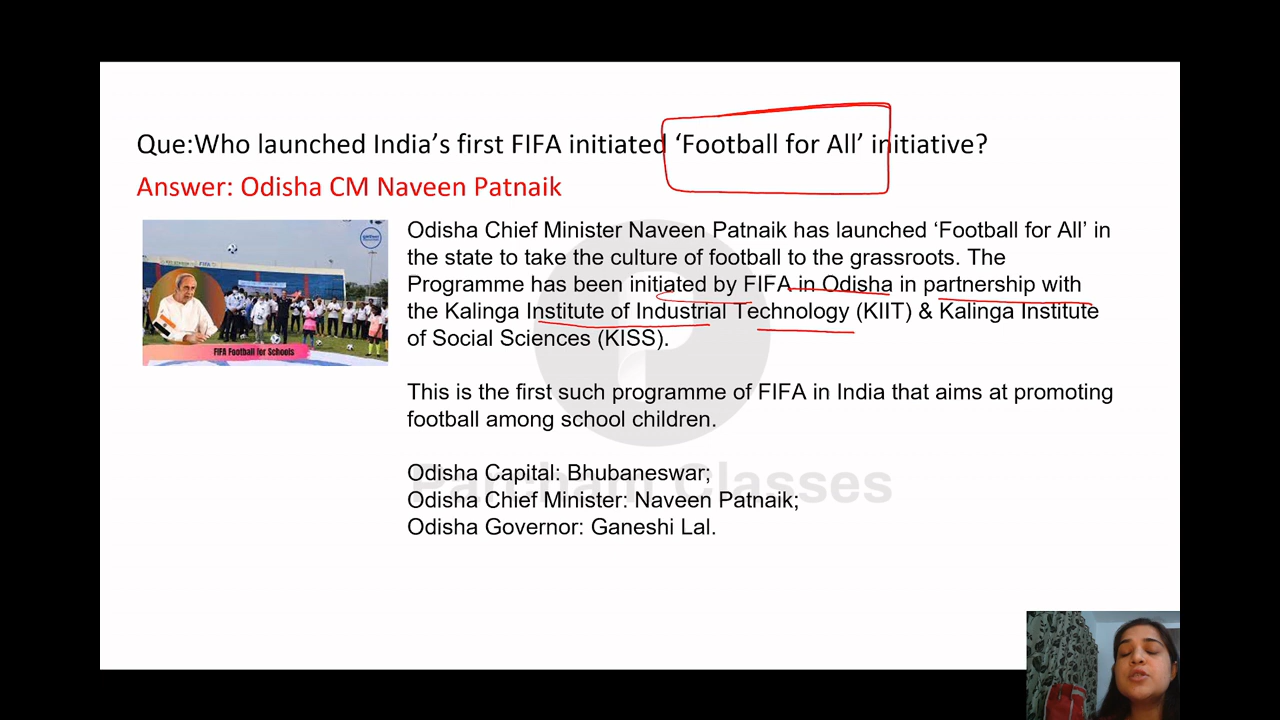 Que:Who launched India's first FIFA initiated ‘Football for All’ initiative?
Answer: Odisha CM Naveen Patnaik
Odisha Chief Minister Naveen Patnaik has launched ‘Football for All’ in
the state to take the culture of football to the grassroots. The
Programme has been initiated by FIFA in Odisha in partnership with
the Kalinga Institute of Industrial Technology (KIIT) & Kalinga Institute
of Social Sciences (KISS).
FIFA Football for Schools
This is the first such programme of FIFA in India that aims at promoting
football among school children.
Odisha Capital: Bhubaneswar;
Odisha Chief Minister: Naveen Patnaik;
Odisha Governor: Ganeshi Lal.
Classes